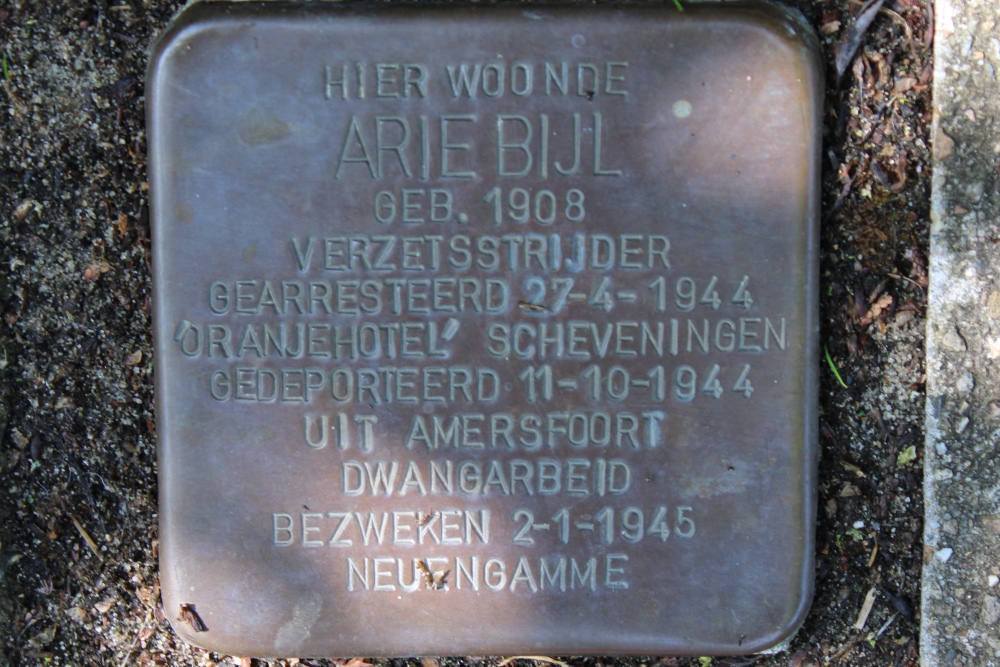 HIER WOONDE
ARIE BIJL
GEB. 1908
VERZETSSTRIJDER
GEARRESTEERD 27-4-1944
'ORANJEHOTEL' SCHEVENINGEN
GEDEPORTEERD 11-10-1944
UIT AMERSFOORT
DWANGARBEID
BEZWEKEN 2-1-1945
NEUENGAMME